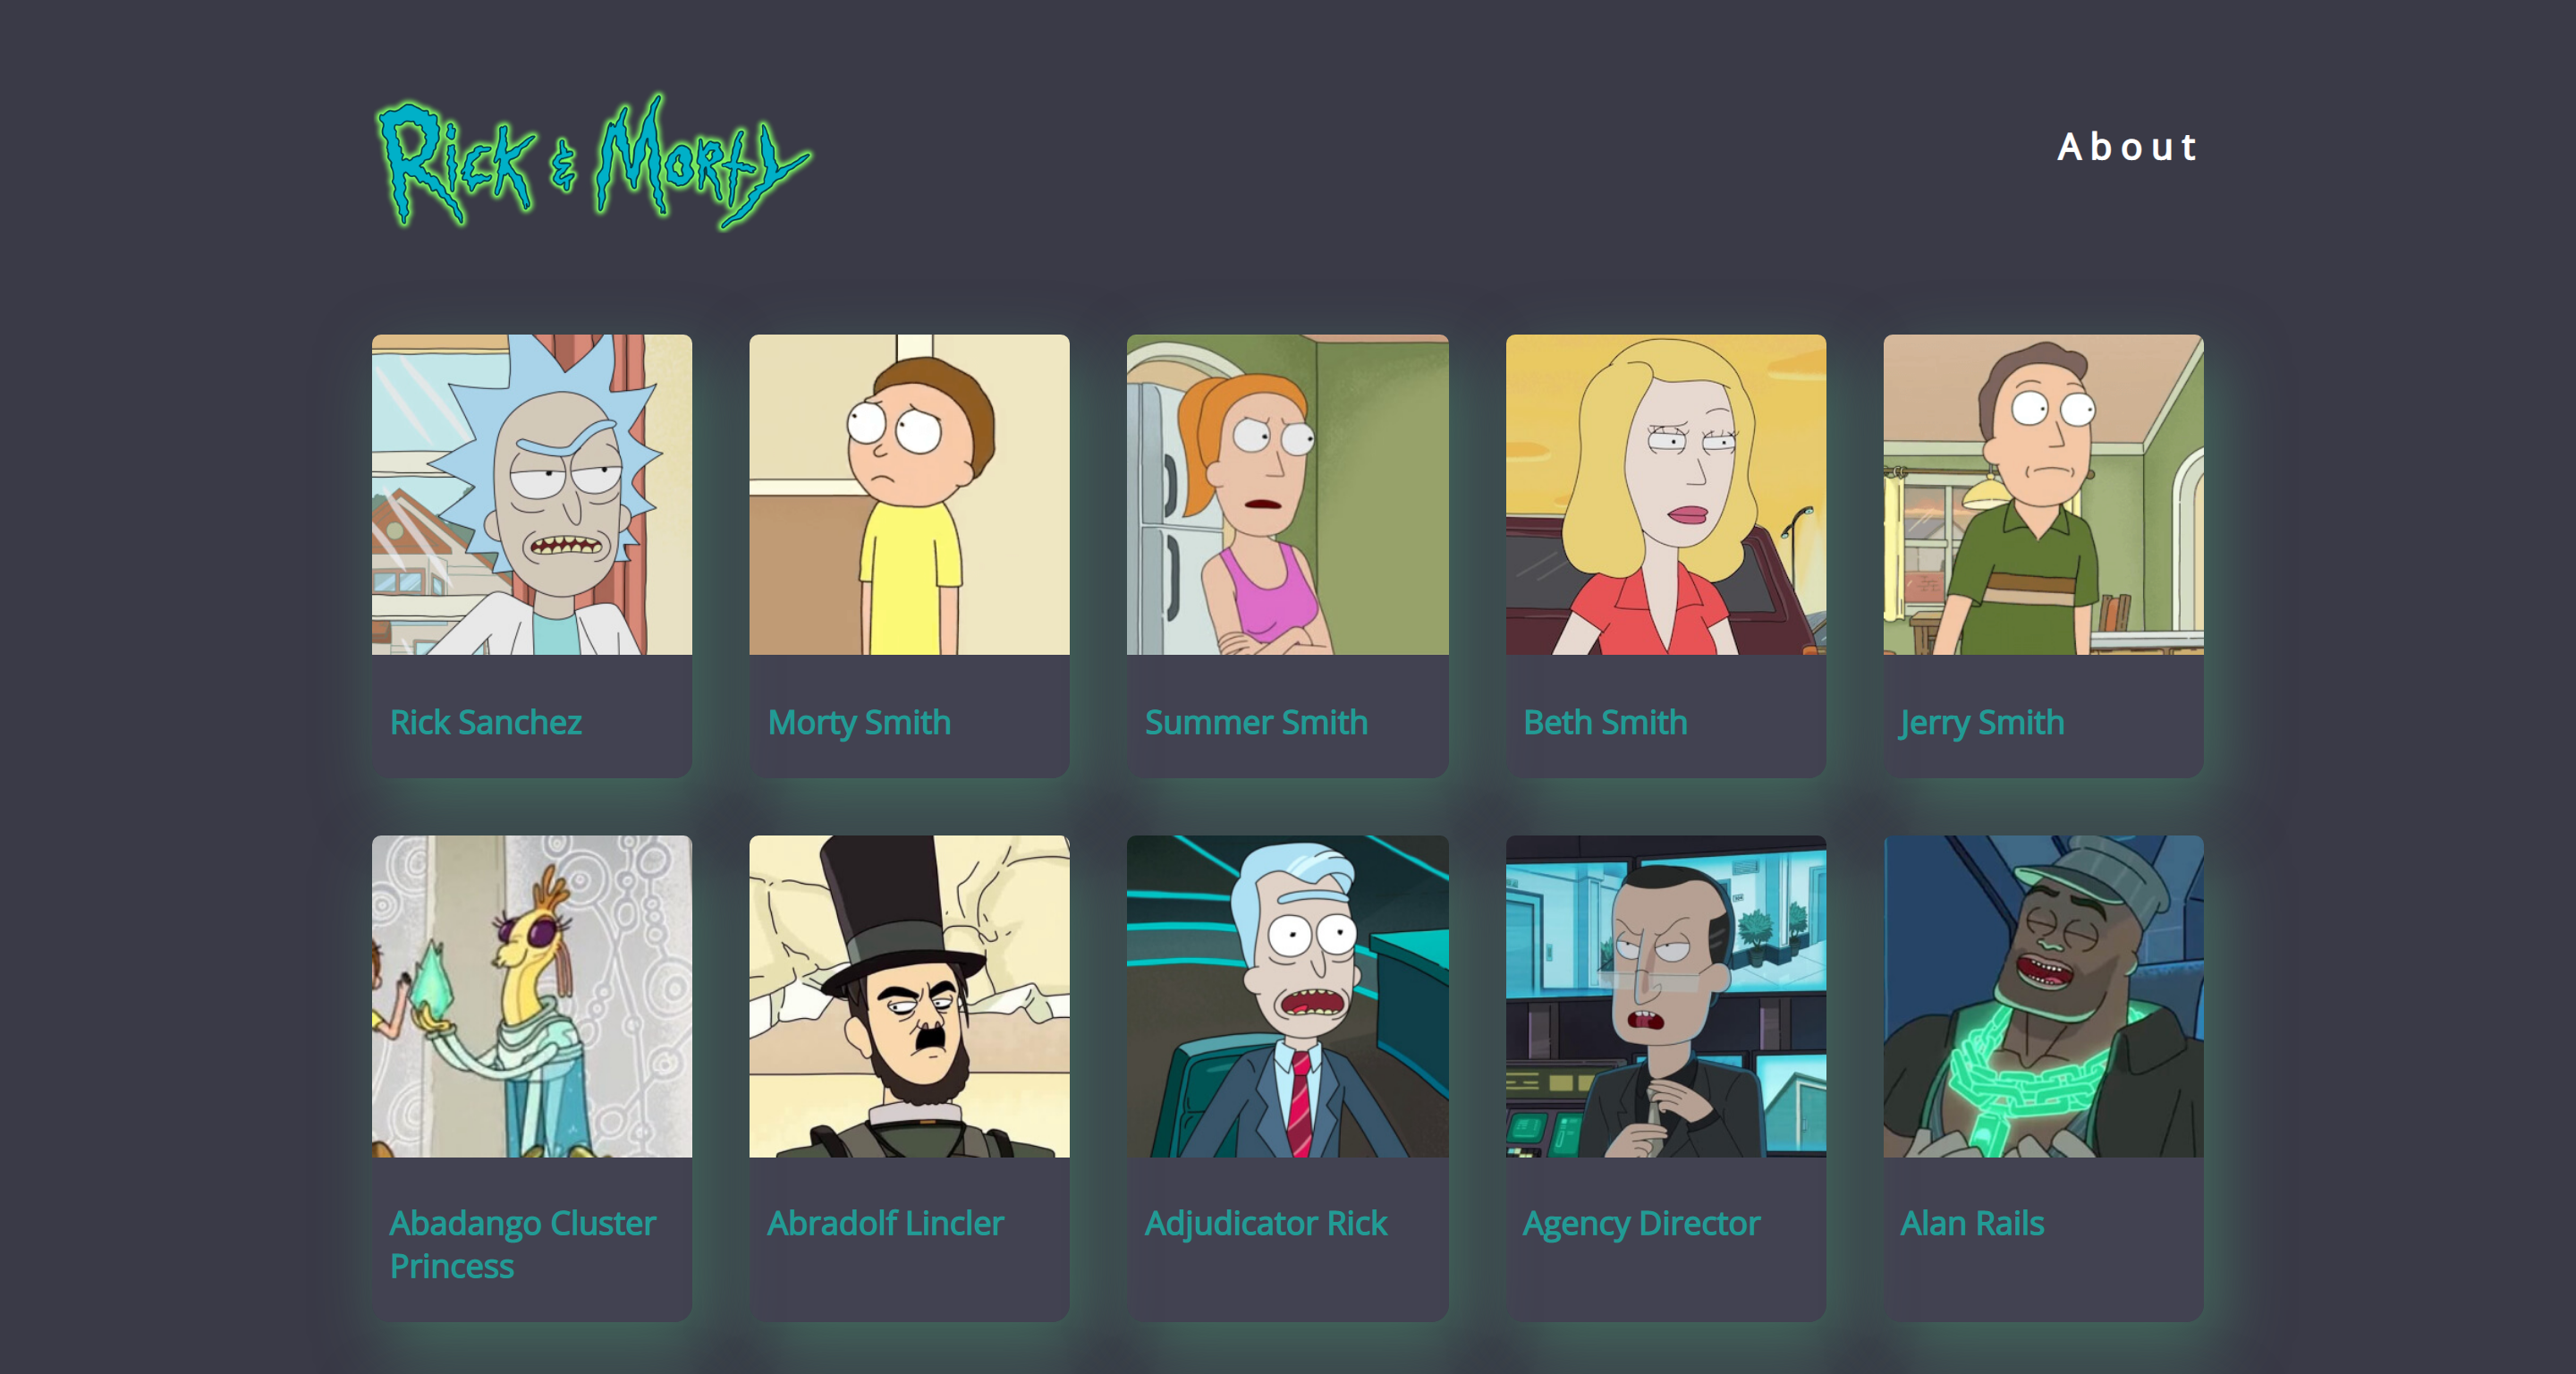 Rick & Morty
About
Rick Sanchez
Morty Smith
Summer Smith
Beth Smith
Jerry Smith
Abadango Cluster
Princess
Abradolf Lincler
Adjudicator Rick
Agency Director
Alan Rails